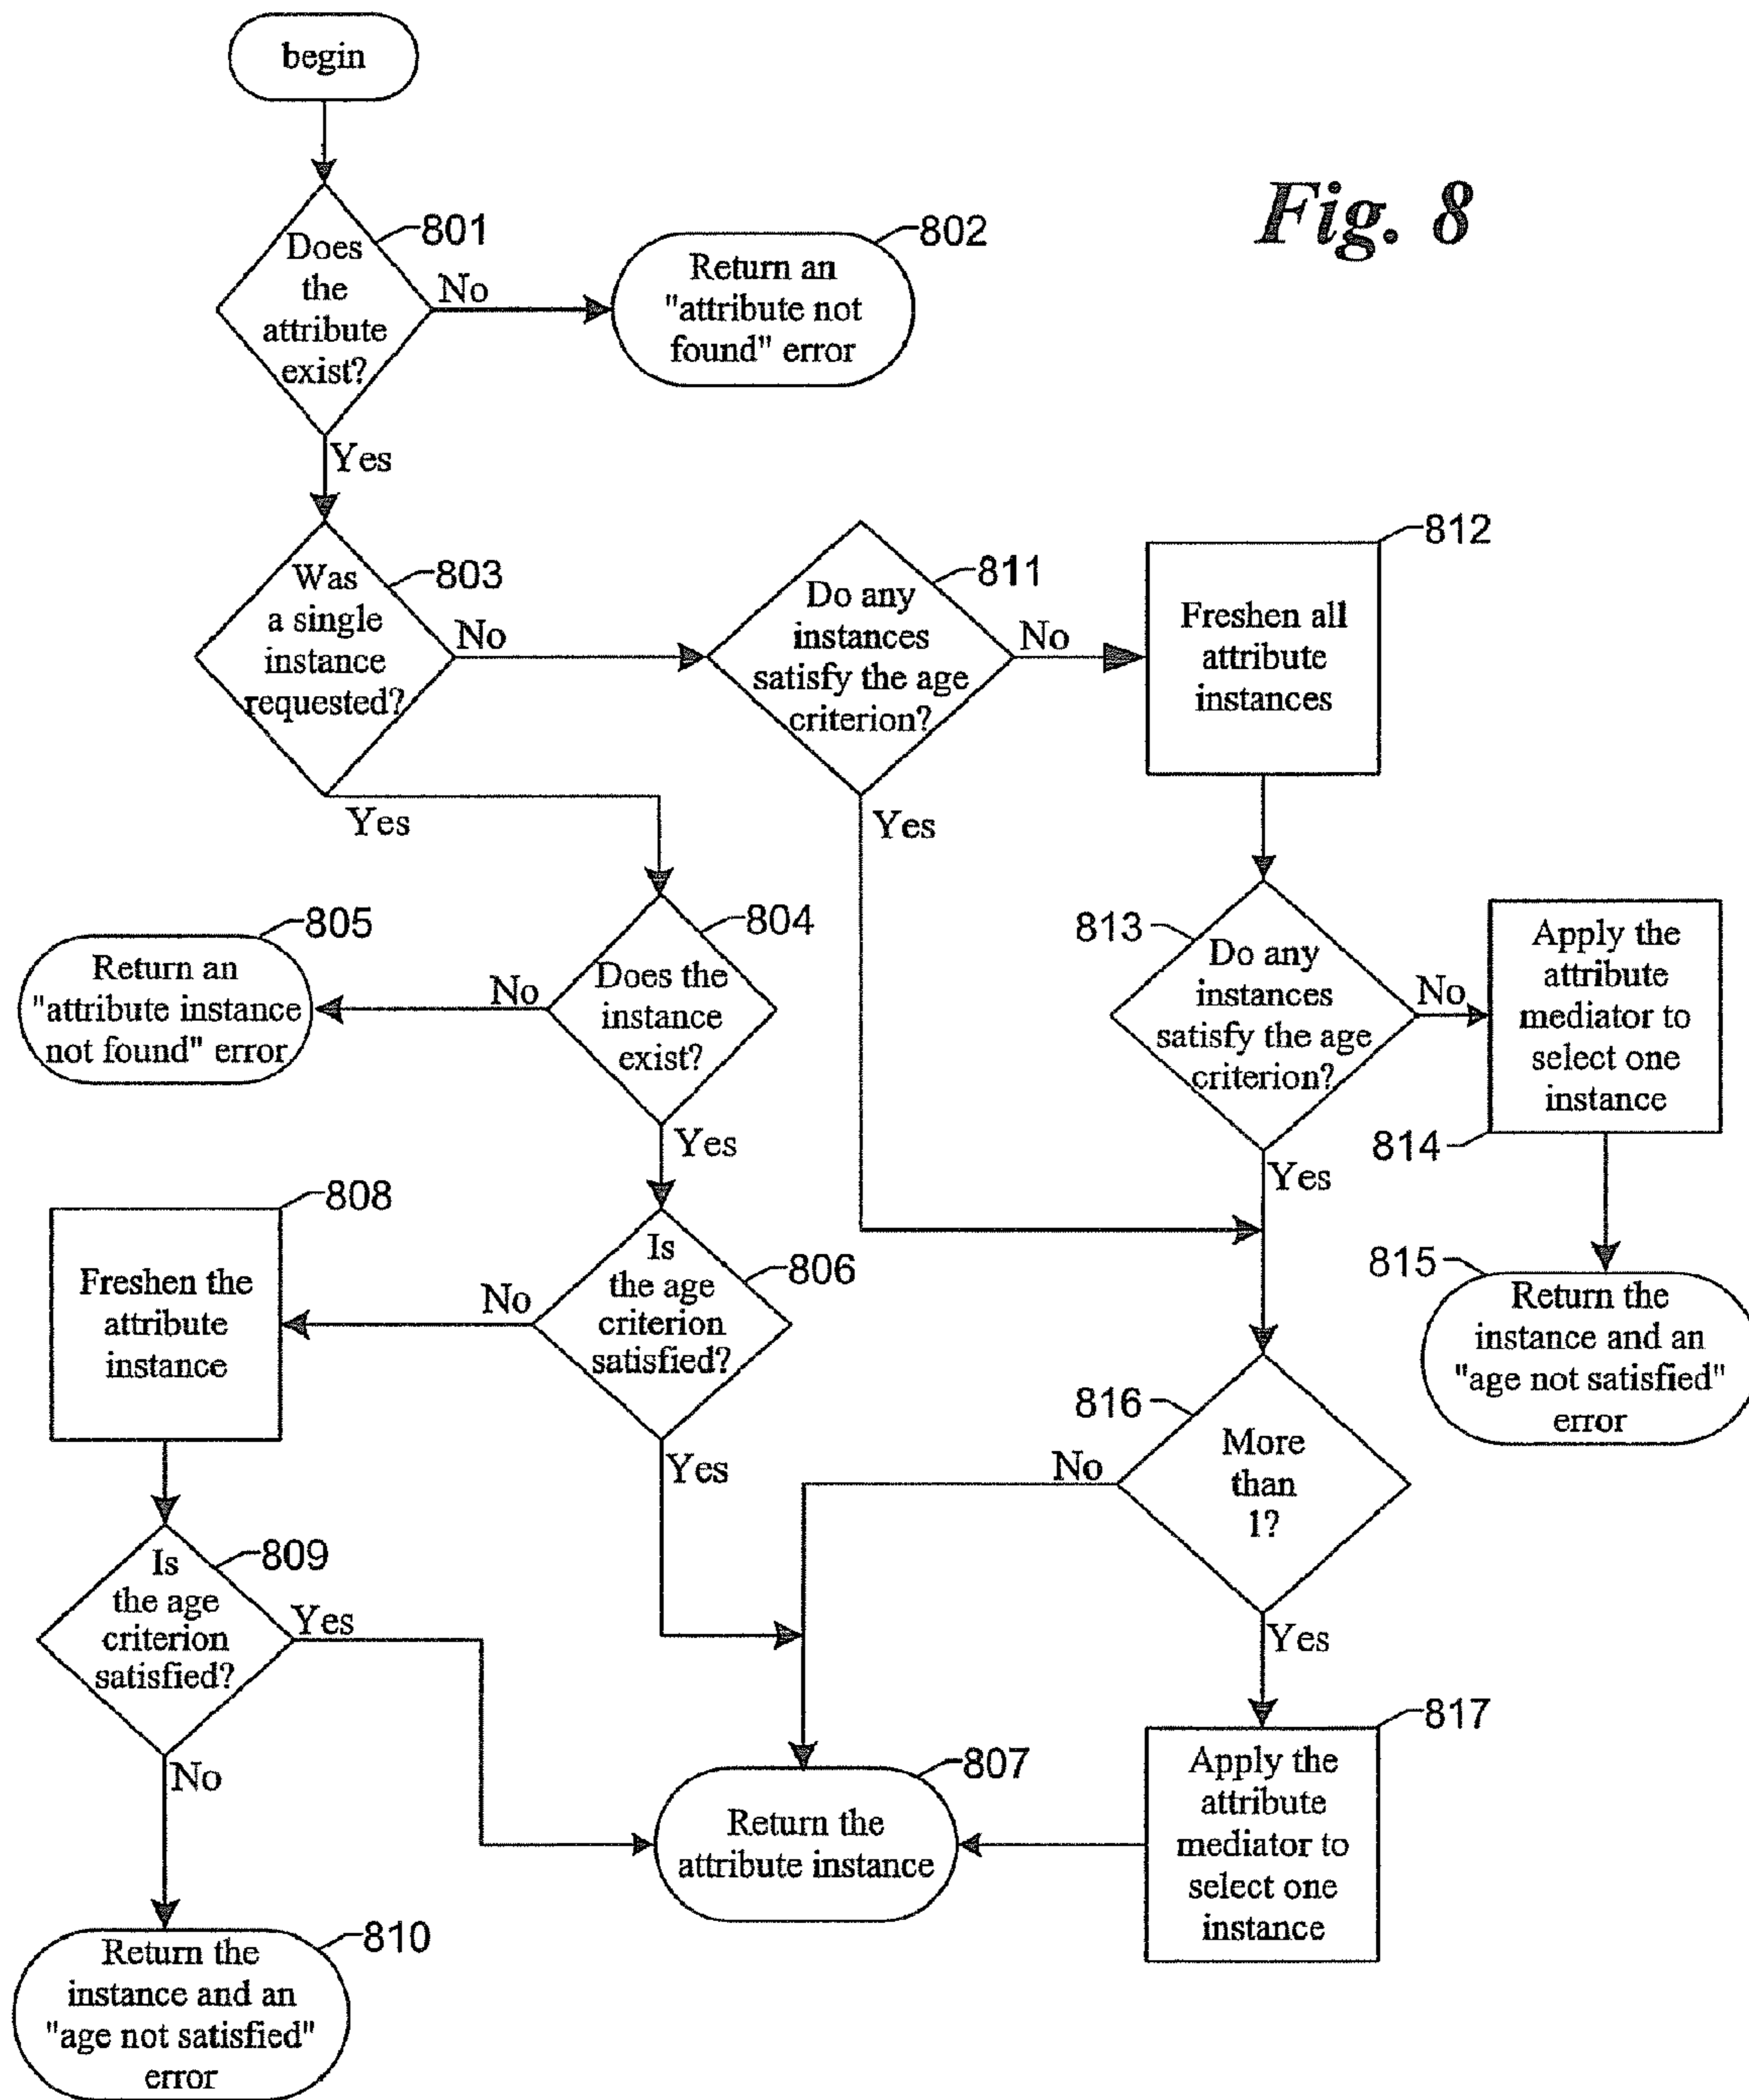 begin
Fig. 8
801
Does
the
attribute
exist?
No
802
Return an
"attribute not
found" error
Yes
803
Was
a single
instance
requested?
No
811
Do any
instances
satisfy the age
criterion?
No
812
Freshen all
attribute
instances
Yes
Yes
805
Return an
"attribute instance
not found" error
No
804
Does the
instance
exist?
813
Do any
instances
satisfy the age
criterion?
No
Apply the
attribute
mediator to
select one
instance
814
Yes
Yes
808
Freshen the
attribute
instance
No
806
Is
the age
criterion
satisfied?
815
Return the
instance and an
"age not satisfied"
error
Yes
816
More
than
1?
No
809
Is
the age
criterion
satisfied?
Yes
Yes
No
807
Return the
attribute instance
817
Apply the
attribute
mediator to
select one
instance
810
Return the
instance and an
"age not satisfied"
error